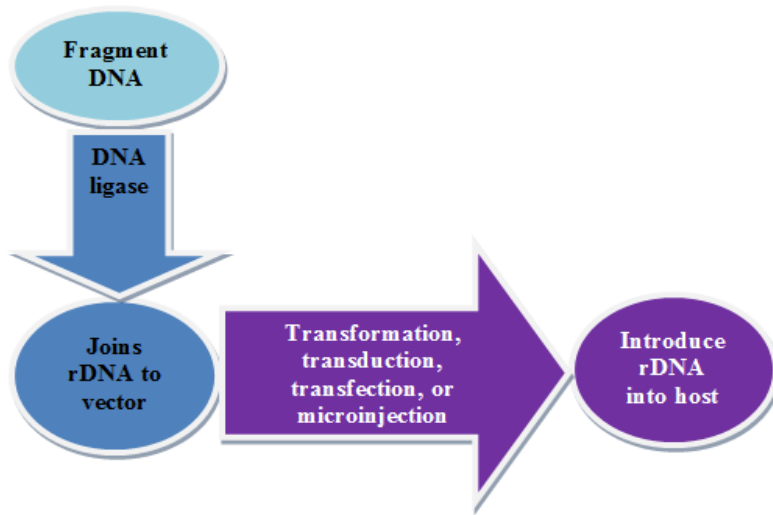 Fragment
DNA
DNA
ligase
Joins
rDNA to
vector
Transformation,
transduction,
transfection, or
microinjection
Introduce
rDNA
into host